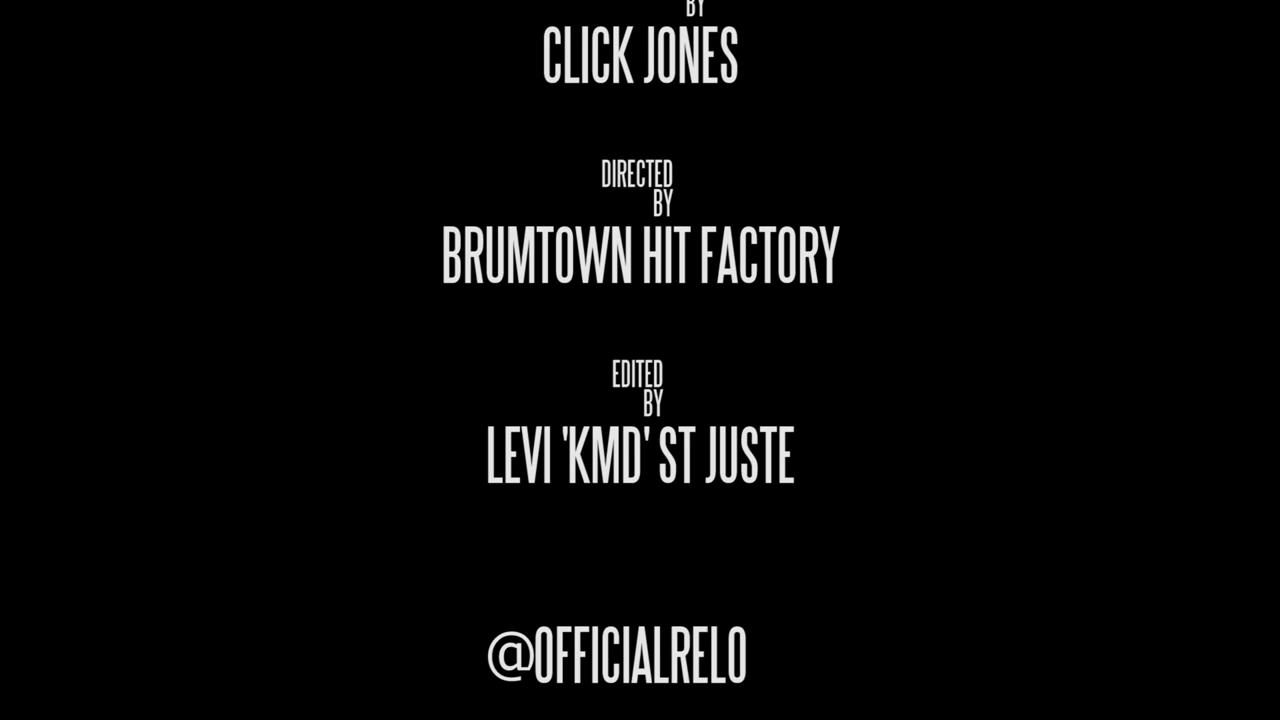 BY
CLICK JONES
DIRECTED
BY
BRUMTOWN HIT FACTORY
EDITED
BY
LEVI 'KMD' ST JUSTE
@OFFICIALRELO